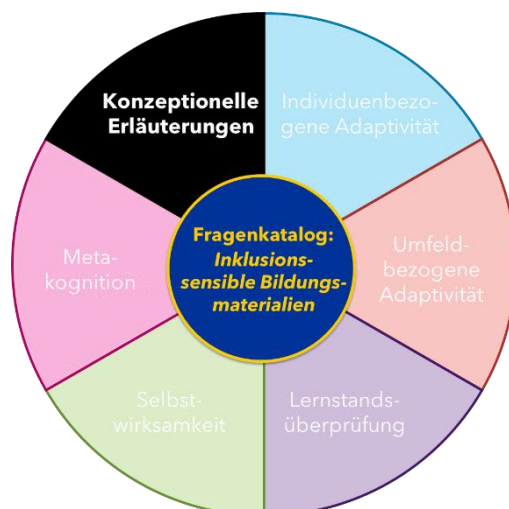 Konzeptionelle
Erläuterungen
Individuenbezo-
gene Adaptivität
Fragenkatalog:
Inklusions-
sensible Bildungs-
materialien
Meta-
kognition
Umfeld-
bezogene
Adaptivität
Selbst-
wirksamkeit
Lernstands-
überprüfung